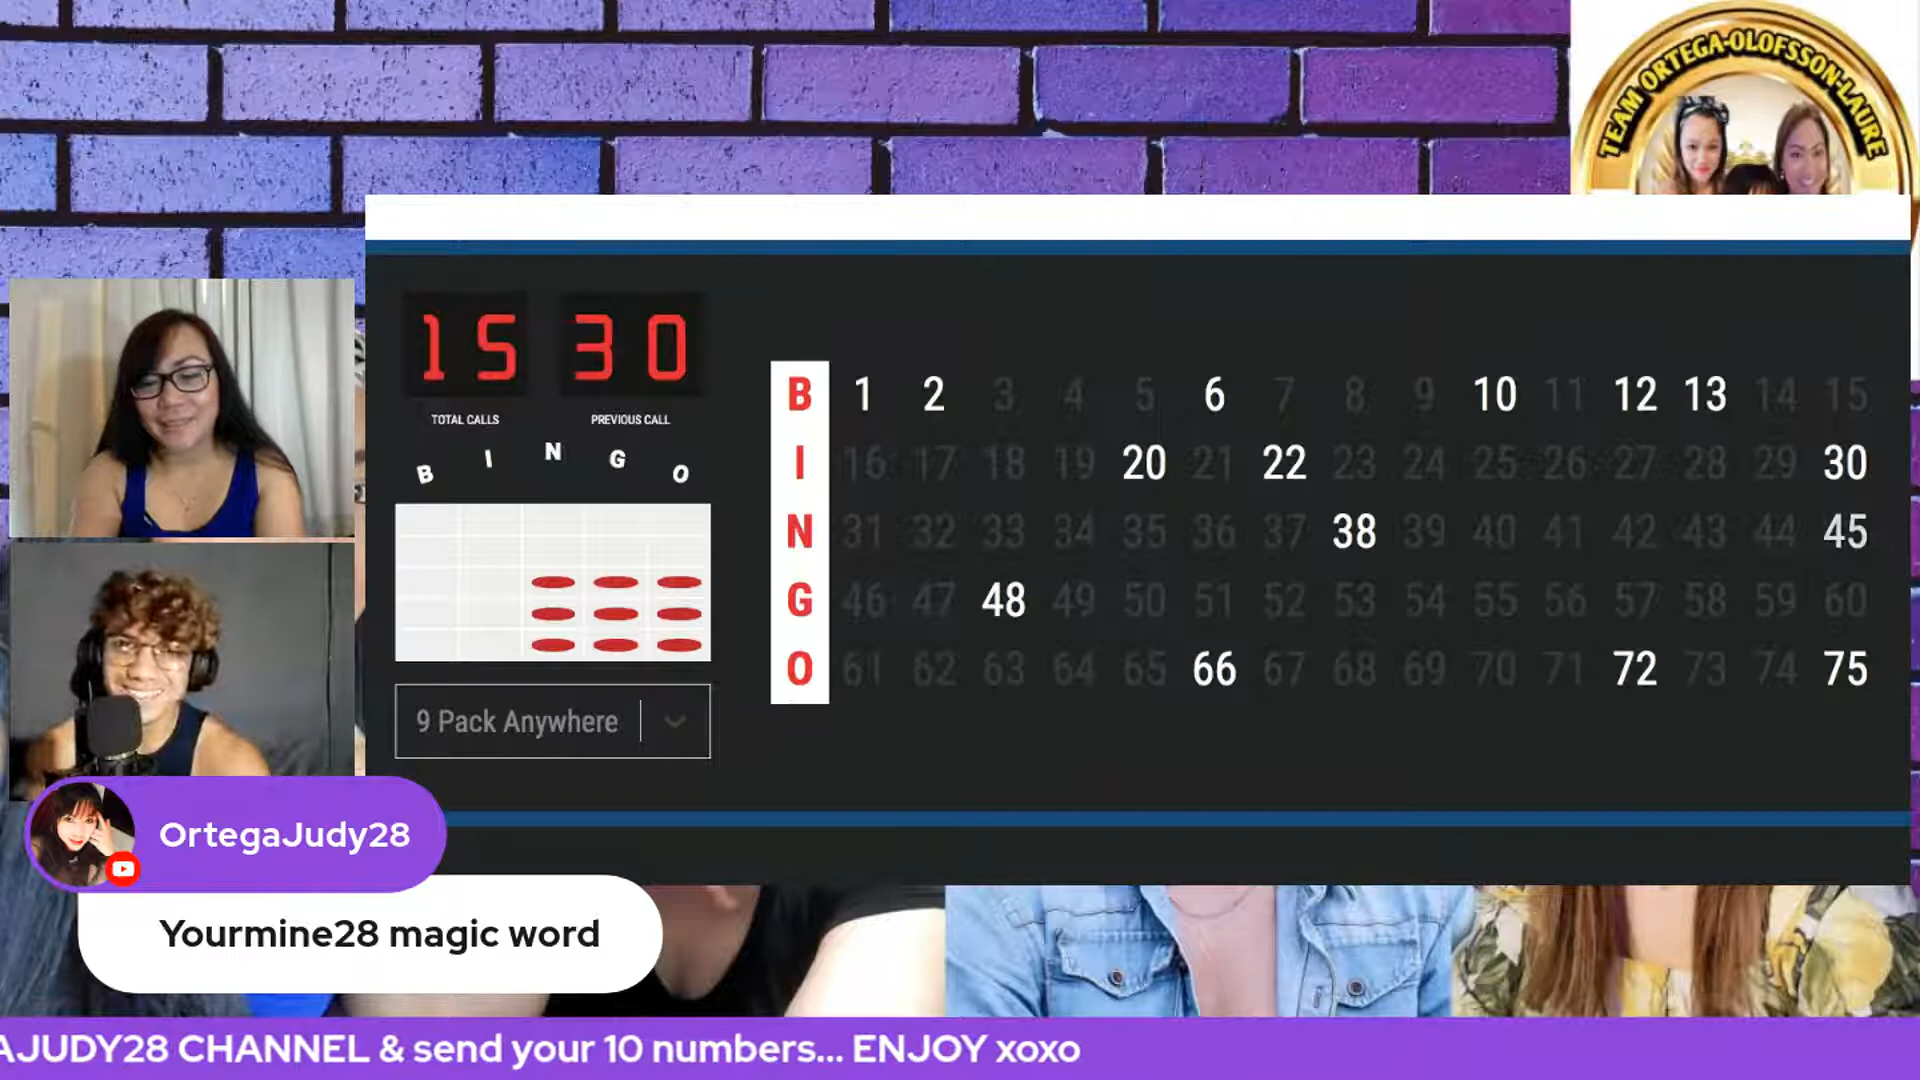 TEAM ORTEGA-OLOFSSON-LAURE
15 30
TOTAL CALLS PREVIOUS CALL
B I N G O
9 Pack Anywhere
B 1 2 3 4 5 6 7 8 9 10 11 12 13 14 15
I 16 17 18 19 20 21 22 23 24 25 26 27 28 29 30
N 31 32 33 34 35 36 37 38 39 40 41 42 43 44 45
G 46 47 48 49 50 51 52 53 54 55 56 57 58 59 60
O 61 62 63 64 65 66 67 68 69 70 71 72 73 74 75
OrtegaJudy28
Yourmine28 magic word
AJUDY28 CHANNEL & send your 10 numbers... ENJOY xoxo